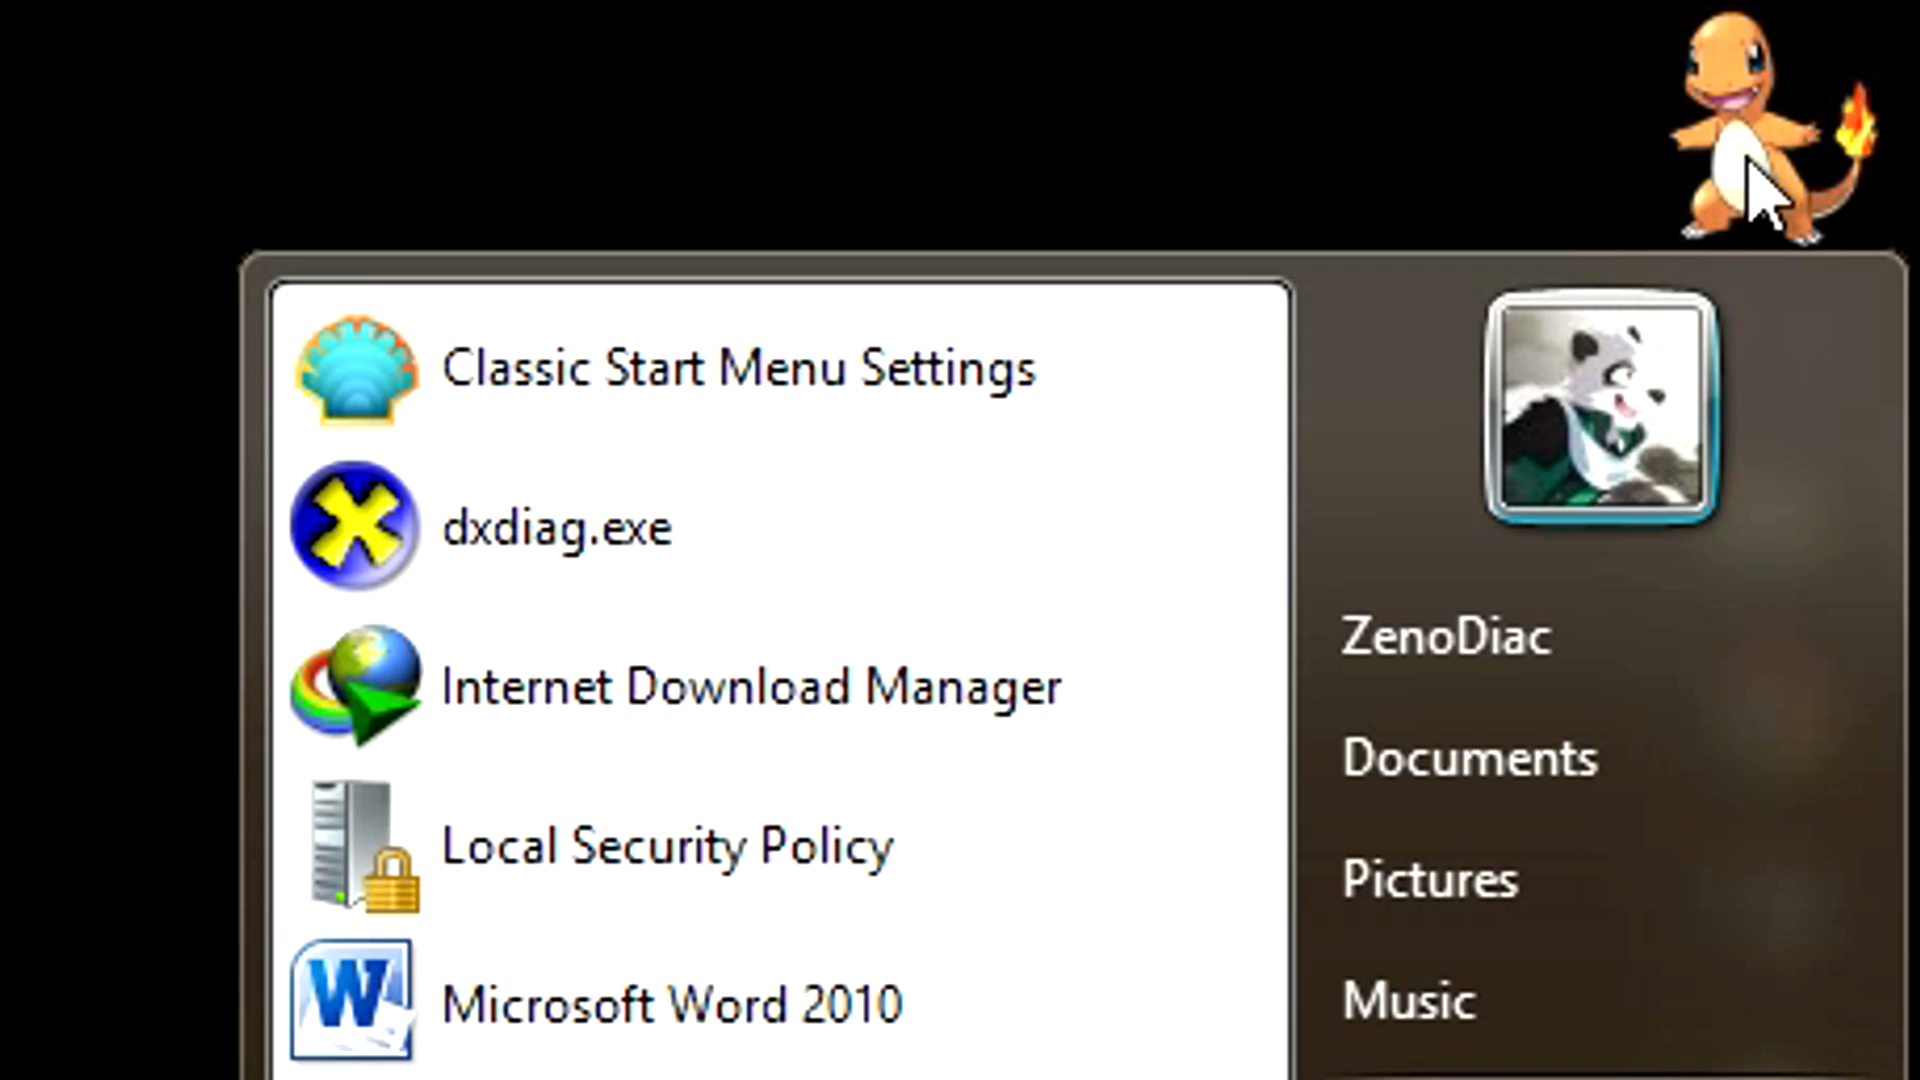 Classic Start Menu Settings
dxdiag.exe
Internet Download Manager
Local Security Policy
W
Microsoft Word 2010
ZenoDiac
Documents
Pictures
Music